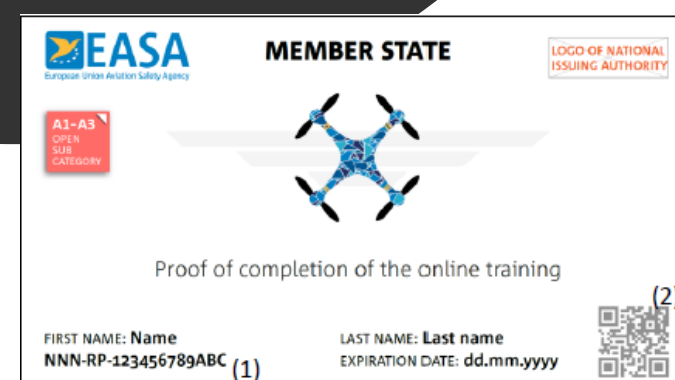 EASA
European Union Aviation Safety Agency
MEMBER STATE
LOGO OF NATIONAL
ISSUING AUTHORITY
A1-A3
OPEN
SUB
CATEGORY
Proof of completion of the online training
(2)
FIRST NAME: Name
LAST NAME: Last name
NNN-RP-123456789ABC (1)
EXPIRATION DATE: dd.mm.yyyy